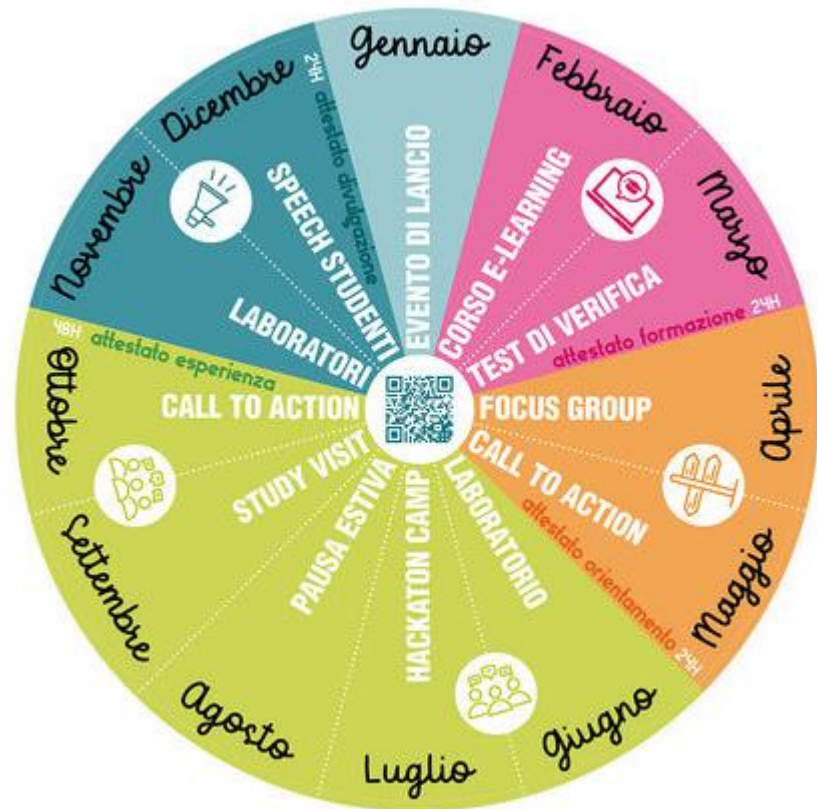 Gennaio
EVENTO DI LANCIO
Febbraio
CORSO E-LEARNING
Marzo
TEST DI VERIFICA
attestato formazione 24H
Aprile
FOCUS GROUP
Maggio
CALL TO ACTION
attestato orientamento 24H
Giugno
LABORATORIO
Luglio
HACKATON CAMP
Agosto
PAUSA ESTIVA
Settembre
STUDY VISIT
Ottobre
CALL TO ACTION
48H attestato esperienza
Novembre
LABORATORI
Dicembre
SPEECH STUDENTI
24H attestato divulgazione